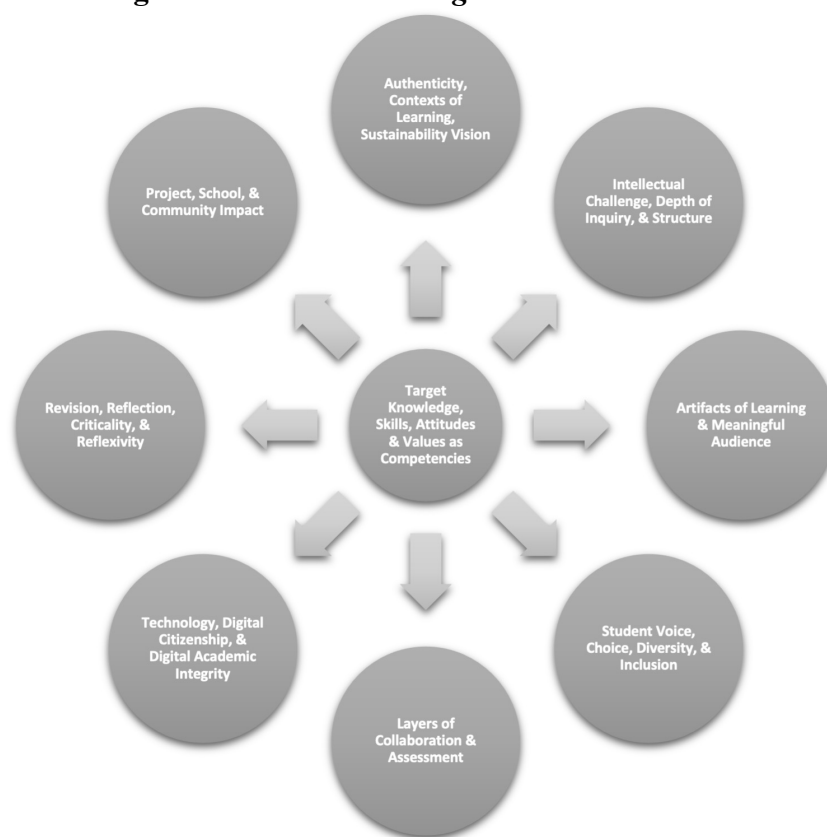 Authenticity,
Contexts of
Learning,
Sustainability Vision
Intellectual
Challenge, Depth of
Inquiry, & Structure
Artifacts of Learning
& Meaningful
Audience
Student Voice,
Choice, Diversity, &
Inclusion
Layers of
Collaboration &
Assessment
Technology, Digital
Citizenship, &
Digital Academic
Integrity
Revision, Reflection,
Criticality, &
Reflexivity
Project, School, &
Community Impact
Target
Knowledge,
Skills, Attitudes
& Values as
Competencies